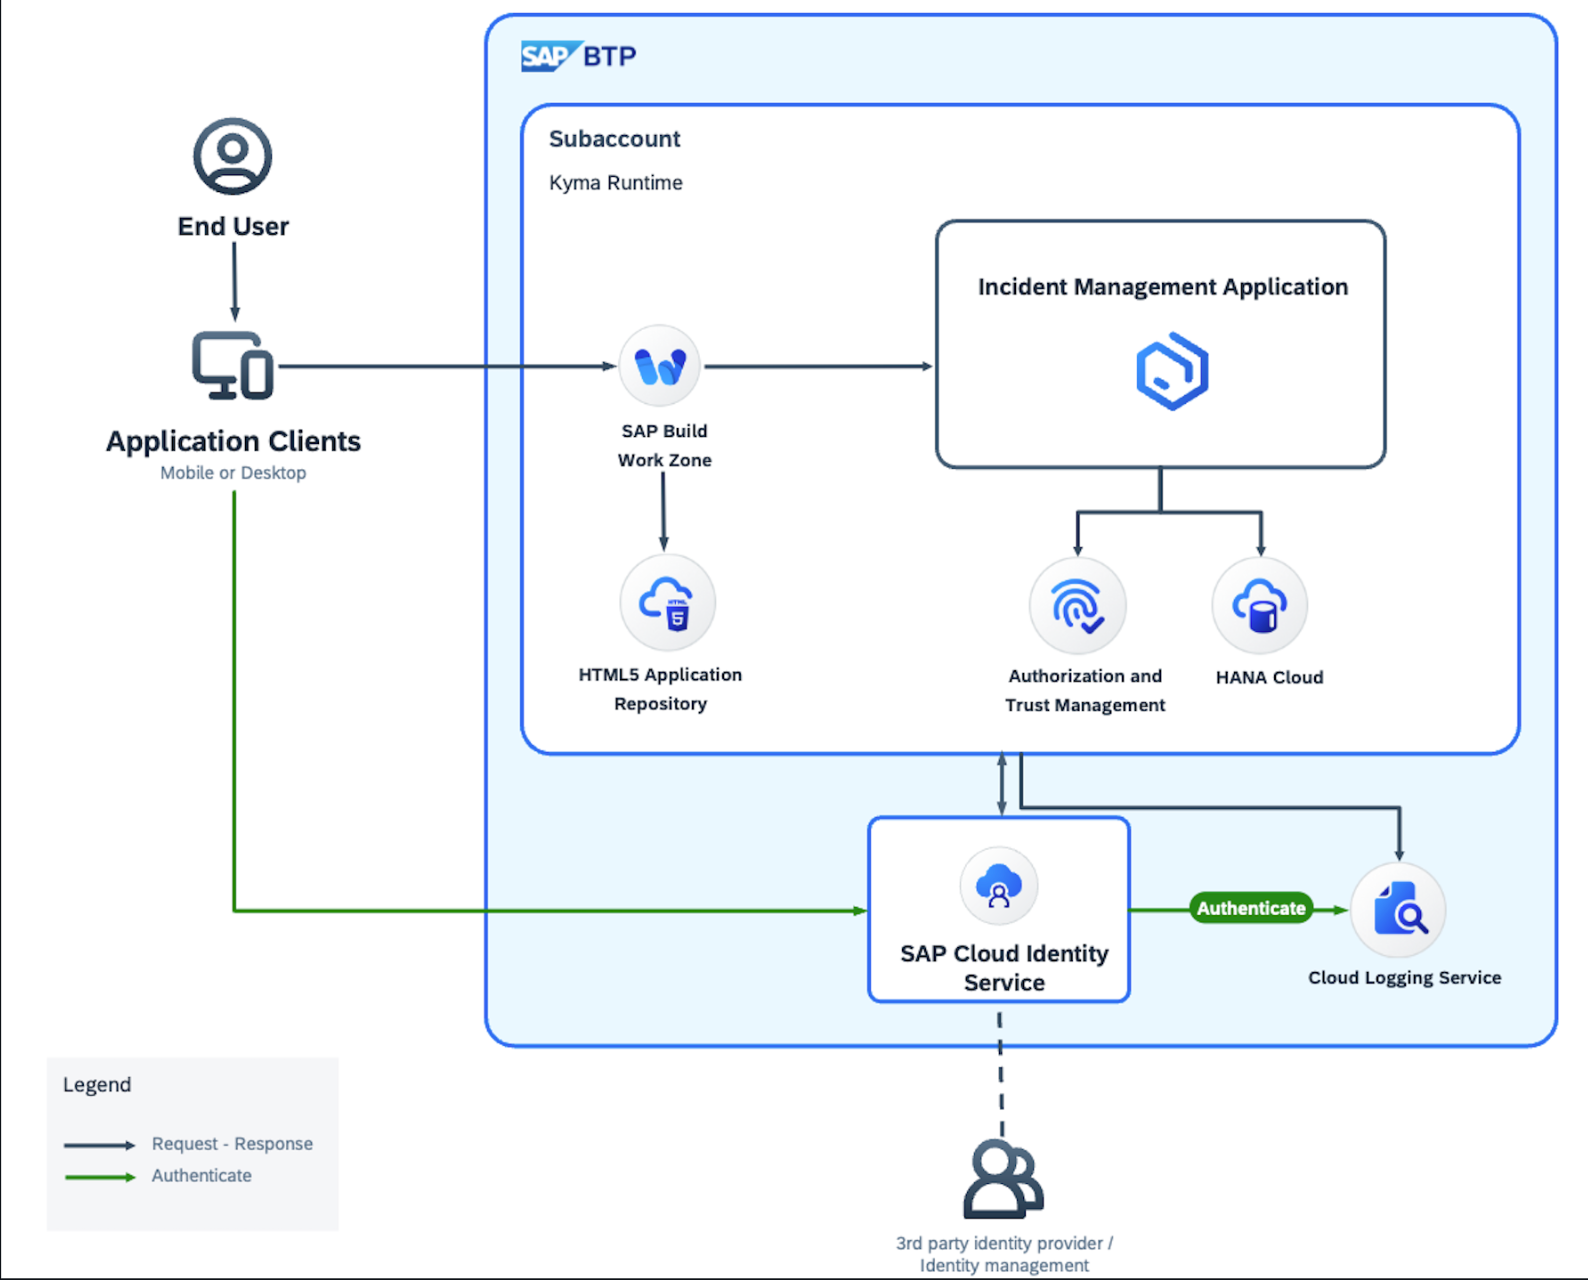 SAP BTP
Subaccount
Kyma Runtime
End User
Incident Management Application
Application Clients
Mobile or Desktop
SAP Build
Work Zone
HTML
5
HTML5 Application
Repository
Authorization and
Trust Management
HANA Cloud
Authenticate
SAP Cloud Identity
Service
Cloud Logging Service
Legend
Request - Response
Authenticate
3rd party identity provider /
Identity management